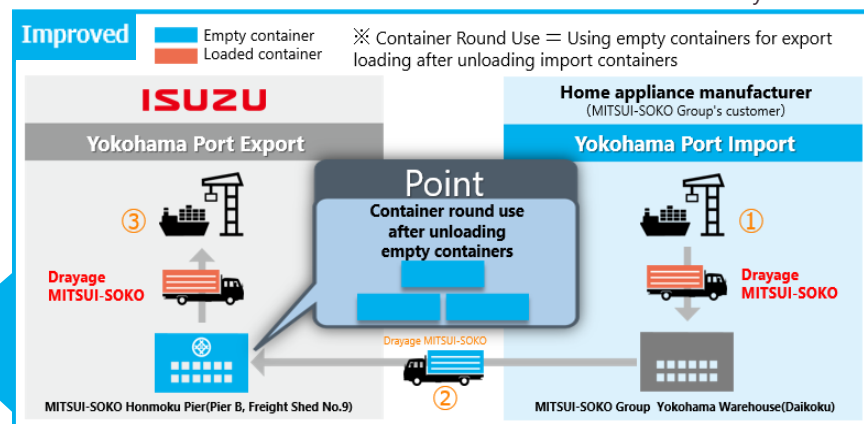 Improved
Empty container
Loaded container
※ Container Round Use = Using empty containers for export
loading after unloading import containers
ISUZU
Yokohama Port Export
Home appliance manufacturer
(MITSUI-SOKO Group's customer)
Yokohama Port Import
Point
Container round use
after unloading
empty containers
③
Drayage
MITSUI-SOKO
①
Drayage
MITSUI-SOKO
Drayage MITSUI-SOKO
②
MITSUI-SOKO Honmoku Pier(Pier B, Freight Shed No.9)
MITSUI-SOKO Group Yokohama Warehouse(Daikoku)